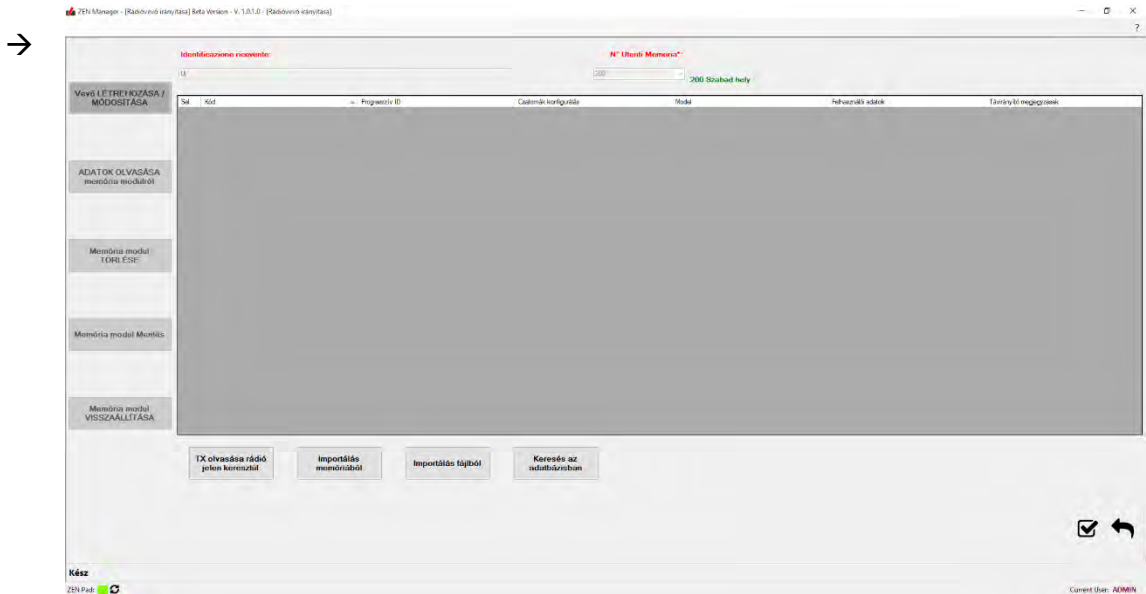 ZEN Manager - [Rádióvevő irányítása] Beta Version - V. 1.0.1.0 - [Rádióvevő irányítása]
?
→
Identificazione ricevente:
N° Utenti Memoria*:
200
200 Szabad hely
Vevő LÉTREHOZÁSA /
MÓDOSÍTÁSA
Sel. Kód Progresszív ID Csatornák konfigurálás Model Felhasználói adatok Távirányító megjegyzések
ADATOK OLVASÁSA
memória modulról
Memória modul
TÖRLÉSE
Memória modul Mentés
Memória modul
VISSZAÁLLÍTÁSA
TX olvasása rádió
jelen keresztül
Importálás
memóriából
Importálás fájlból
Keresés az
adatbázisban
Kész
ZEN Pad:
Current User: ADMIN